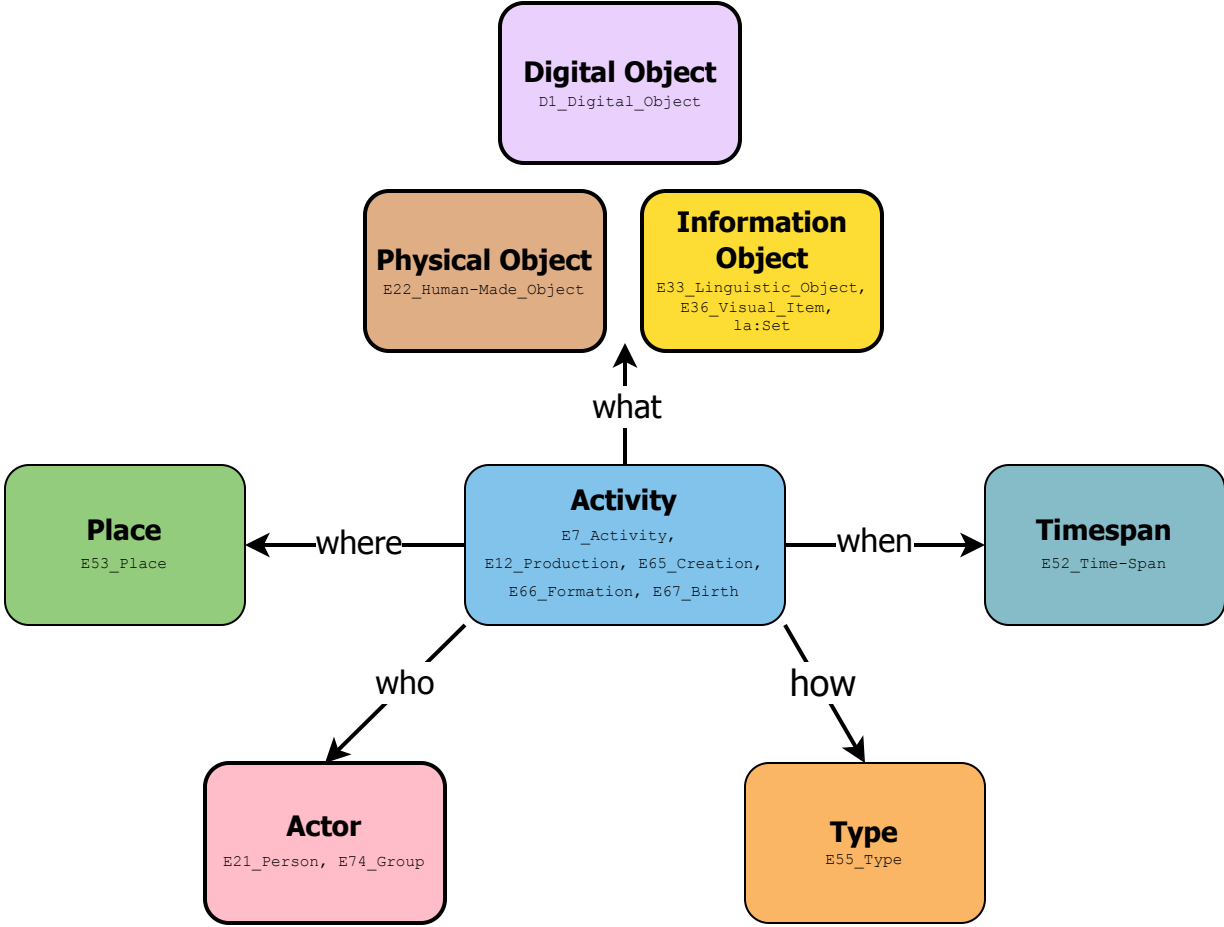 Digital Object
D1_Digital_Object
Physical Object
E22_Human-Made_Object
Information
Object
E33_Linguistic_Object,
E36_Visual_Item,
la:Set
what
Place
E53_Place
where
Activity
E7_Activity,
E12_Production, E65_Creation,
E66_Formation, E67_Birth
when
Timespan
E52_Time-Span
who
how
Actor
E21_Person, E74_Group
Type
E55_Type